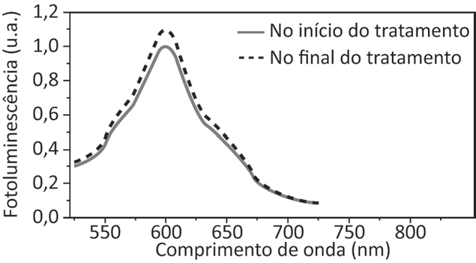 Fotoluminescência (u.a.)
1,2
1,0
0,8
0,6
0,4
0,2
0,0
No início do tratamento
No final do tratamento
550 600 650 700 750 800
Comprimento de onda (nm)